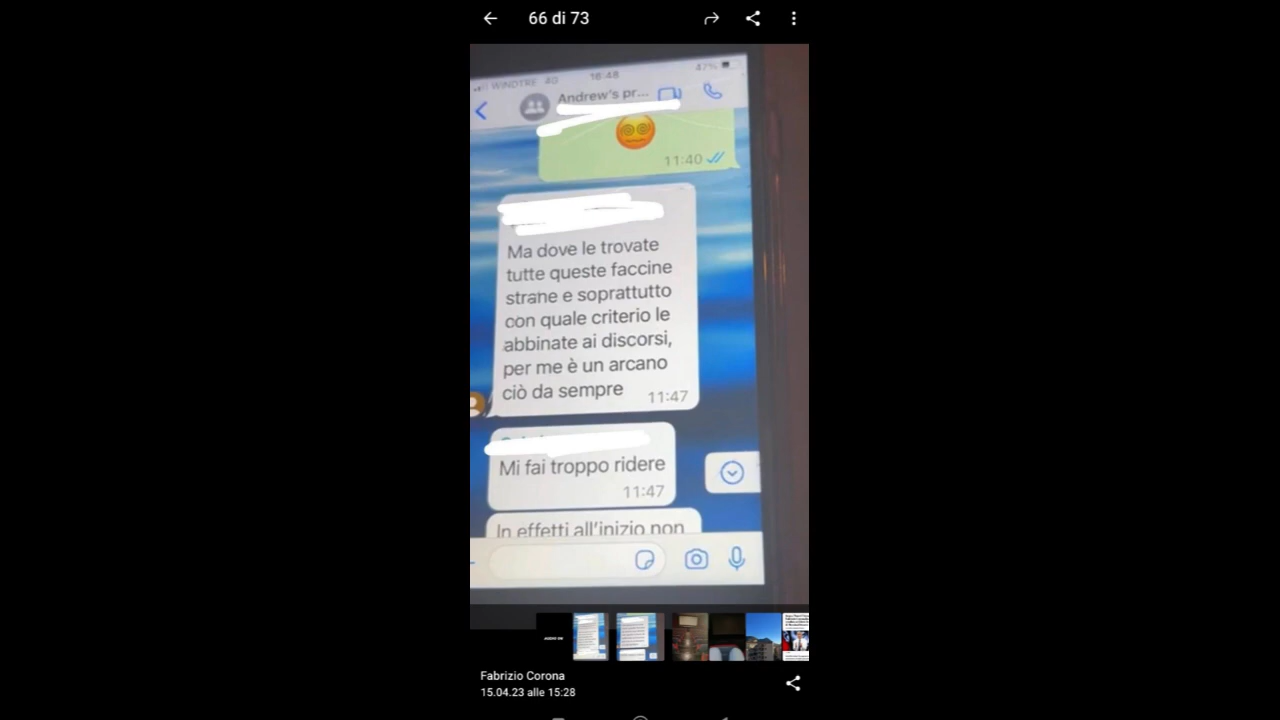 66 di 73
WINDTRE 4G 16:48 47%
Andrew's pr...
11:40
Ma dove le trovate
tutte queste faccine
strane e soprattutto
con quale criterio le
abbinate ai discorsi,
per me è un arcano
ciò da sempre
11:47
Mi fai troppo ridere
11:47
In effetti all'inizio non
AUDIO ON
Fabrizio Corona
15.04.23 alle 15:28